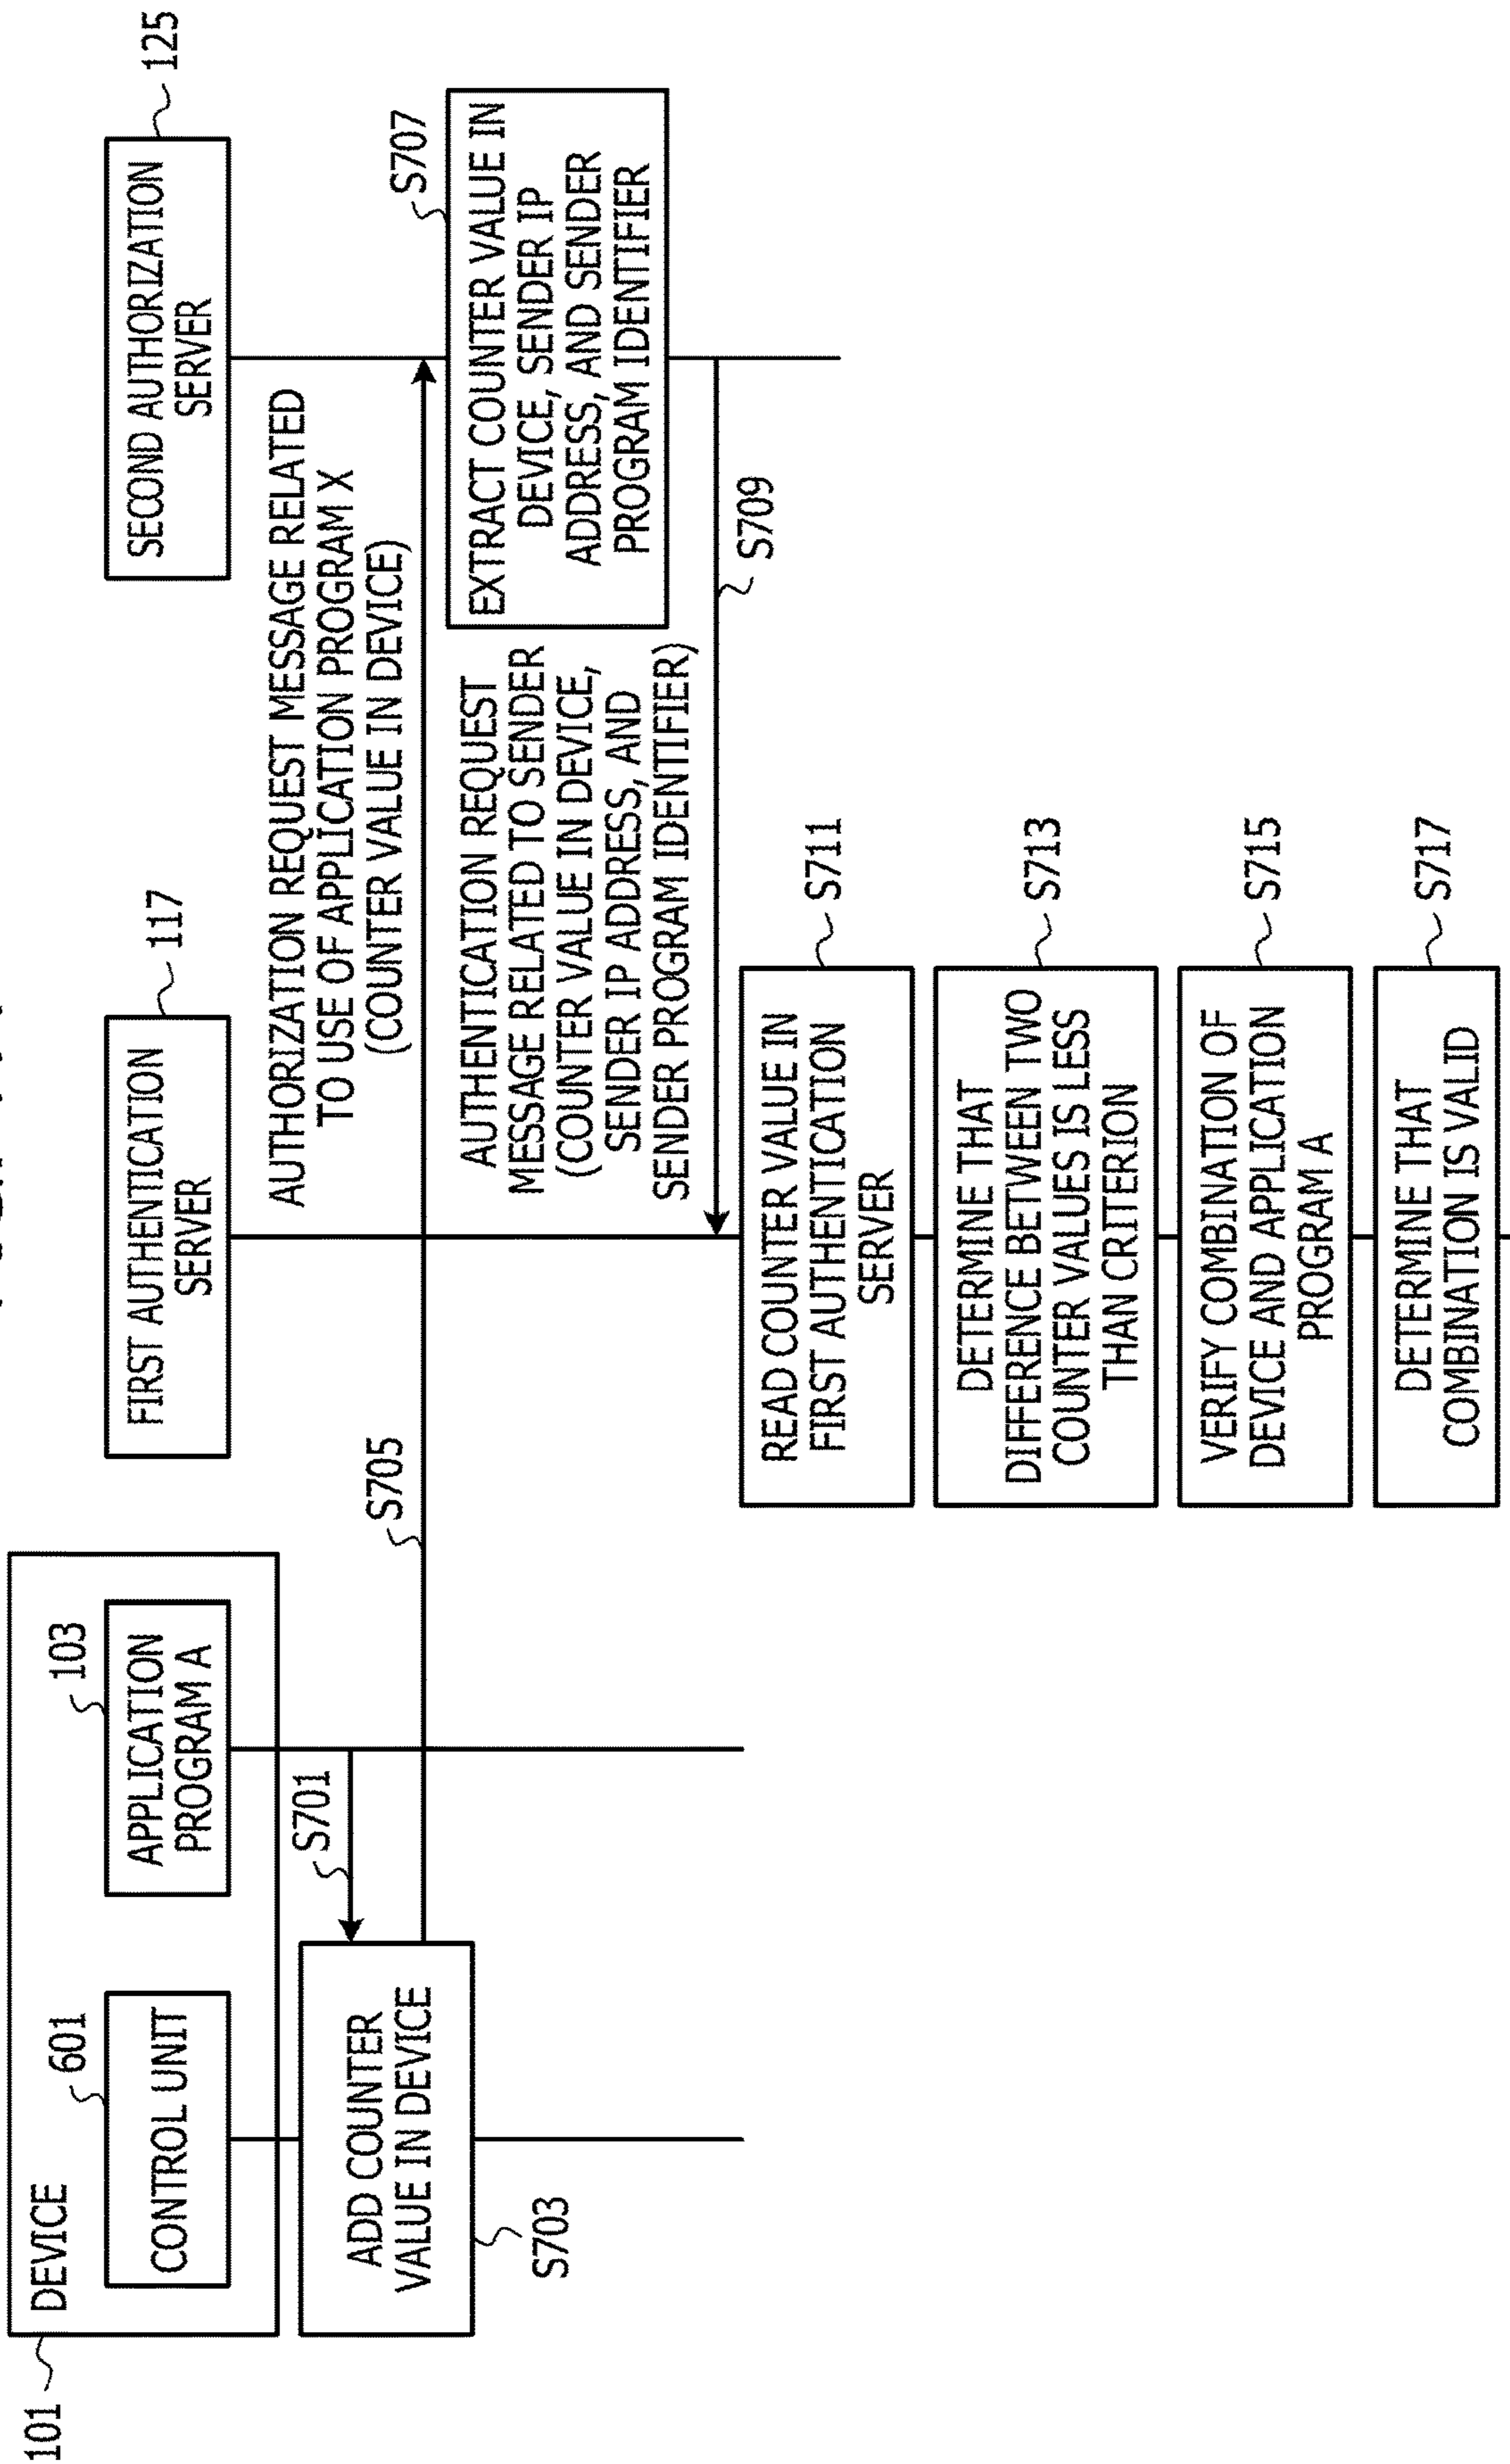 101
DEVICE
601
CONTROL UNIT
103
APPLICATION
PROGRAM A
117
FIRST AUTHENTICATION
SERVER
125
SECOND AUTHORIZATION
SERVER
S701
ADD COUNTER
VALUE IN DEVICE
S703
S705
AUTHORIZATION REQUEST MESSAGE RELATED
TO USE OF APPLICATION PROGRAM X
(COUNTER VALUE IN DEVICE)
S707
EXTRACT COUNTER VALUE IN
DEVICE, SENDER IP
ADDRESS, AND SENDER
PROGRAM IDENTIFIER
AUTHENTICATION REQUEST
MESSAGE RELATED TO SENDER
(COUNTER VALUE IN DEVICE,
SENDER IP ADDRESS, AND
SENDER PROGRAM IDENTIFIER)
S709
READ COUNTER VALUE IN
FIRST AUTHENTICATION
SERVER
S711
DETERMINE THAT
DIFFERENCE BETWEEN TWO
COUNTER VALUES IS LESS
THAN CRITERION
S713
VERIFY COMBINATION OF
DEVICE AND APPLICATION
PROGRAM A
S715
DETERMINE THAT
COMBINATION IS VALID
S717